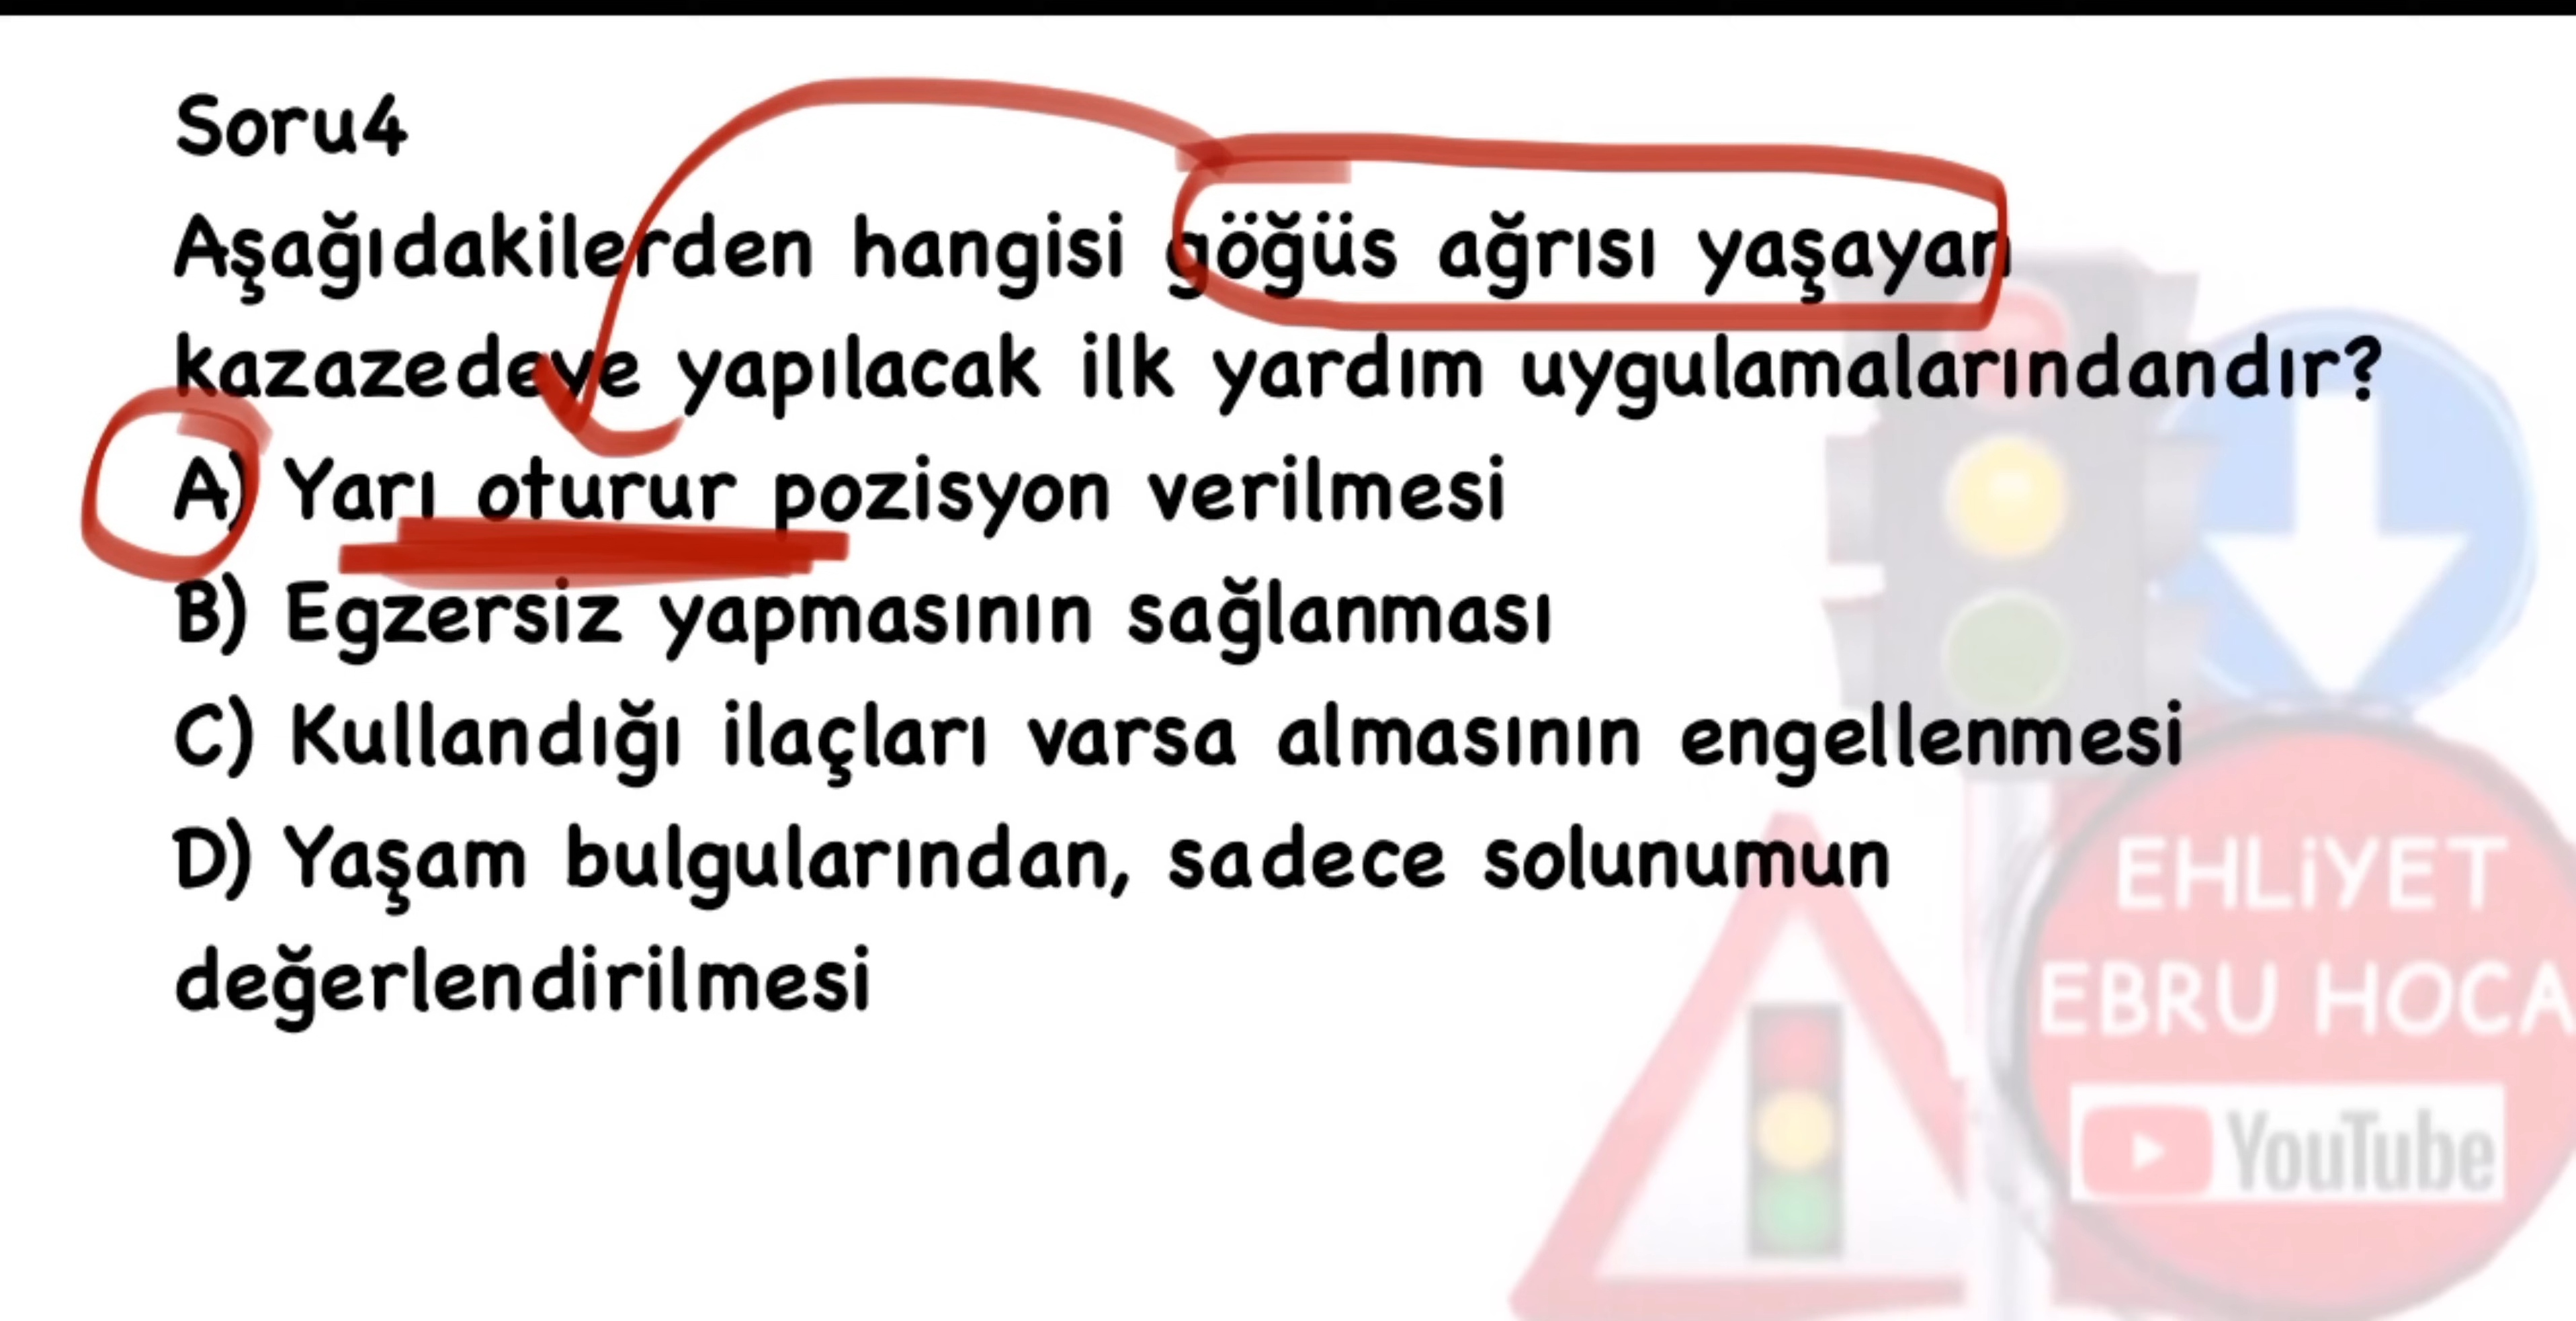 Soru4
Aşağıdakilerden hangisi göğüs ağrısı yaşayan
kazazedeye yapılacak ilk yardım uygulamalarındandır?
A) Yarı oturur pozisyon verilmesi
B) Egzersiz yapmasının sağlanması
C) Kullandığı ilaçları varsa almasının engellenmesi
D) Yaşam bulgularından, sadece solunumun
değerlendirilmesi
EHLİYET
EBRU HOCA
YouTube